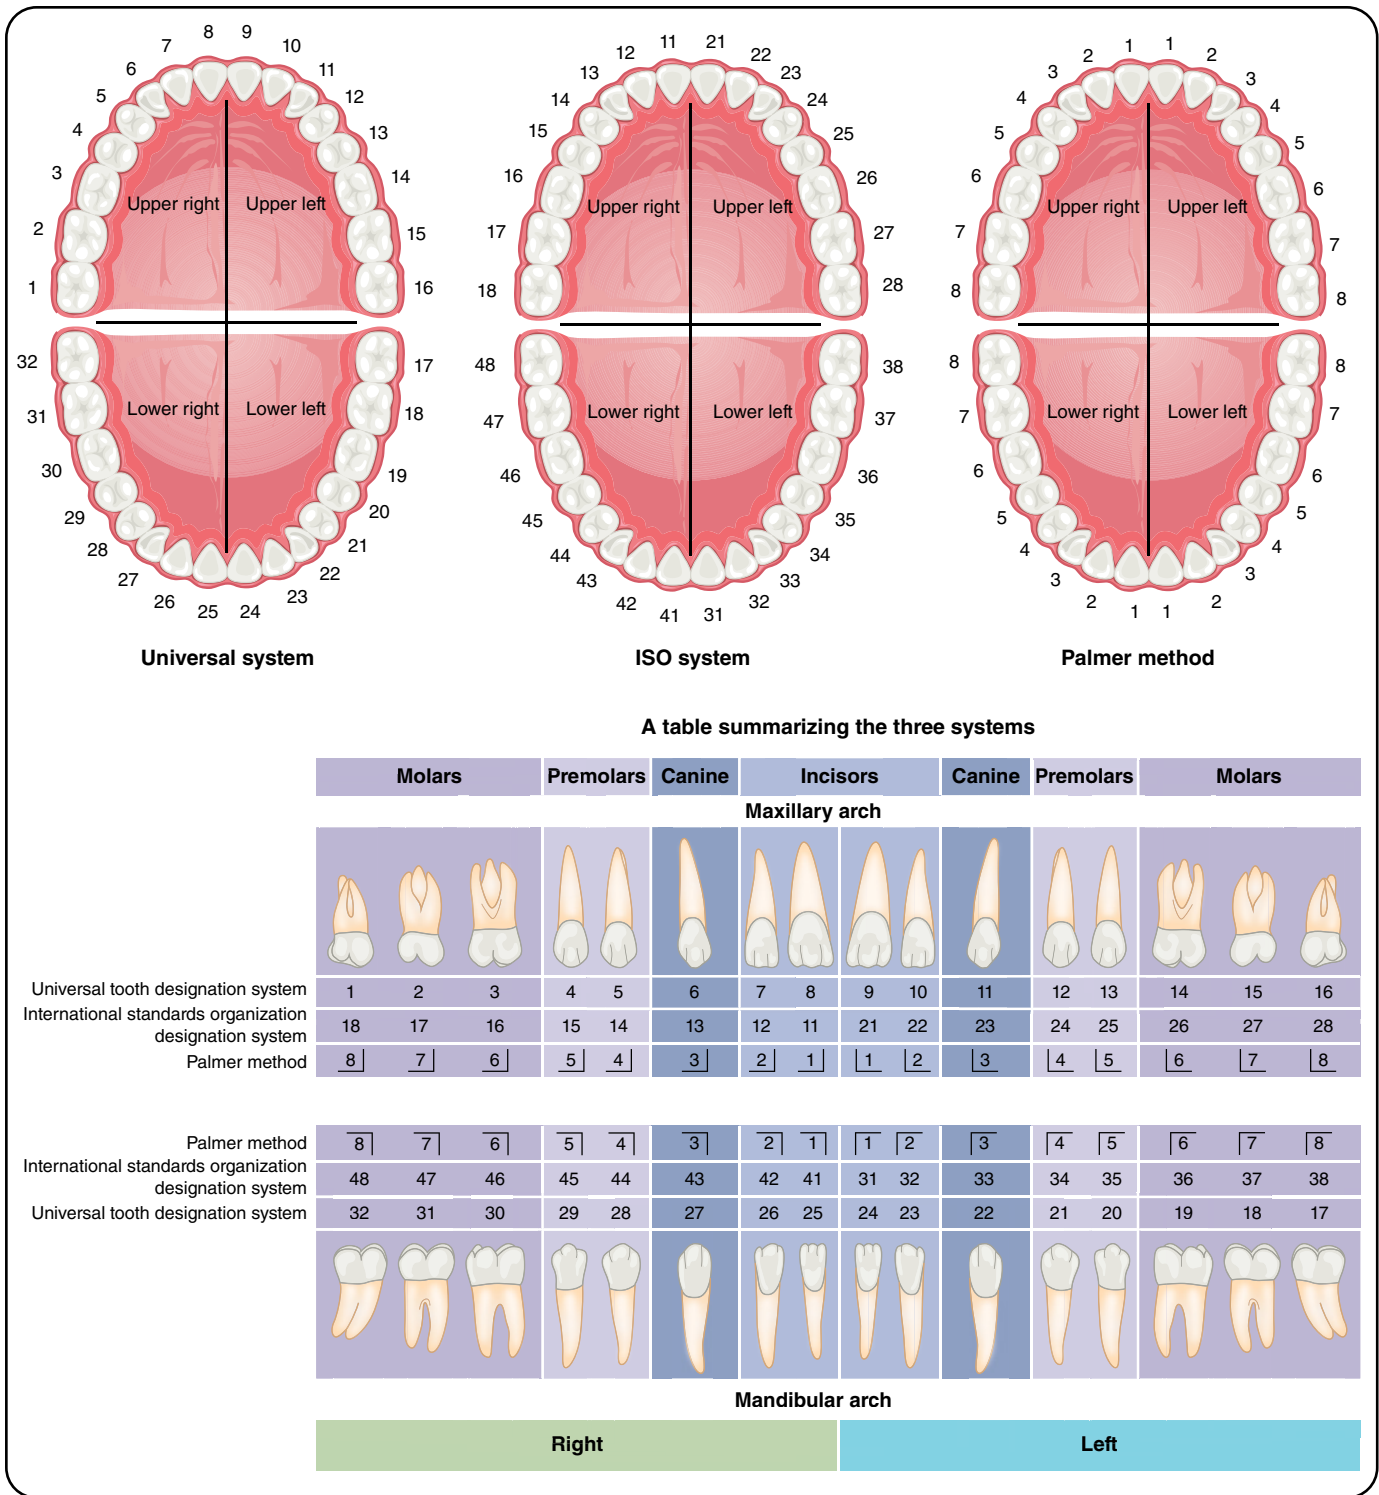 7 8 9 10
6 11
5 12
4 13
3 14
2 15
1 16
Upper right Upper left
32 17
31 18
30 19
29 20
28 21
27 22
26 25 24 23
Lower right Lower left
Universal system
12 11 21 22
13 23
14 24
15 25
16 26
17 27
18 28
Upper right Upper left
48 38
47 37
46 36
45 35
44 34
43 33
42 41 31 32
Lower right Lower left
ISO system
2 1 1 2
3 3
4 4
5 5
6 6
7 7
8 8
Upper right Upper left
8 8
7 7
6 6
5 5
4 4
3 3
2 1 1 2
Lower right Lower left
Palmer method
A table summarizing the three systems
Molars Premolars Canine Incisors Canine Premolars Molars
Maxillary arch
Universal tooth designation system 1 2 3 4 5 6 7 8 9 10 11 12 13 14 15 16
International standards organization
designation system 18 17 16 15 14 13 12 11 21 22 23 24 25 26 27 28
Palmer method 8 7 6 5 4 3 2 1 1 2 3 4 5 6 7 8
Palmer method 8 7 6 5 4 3 2 1 1 2 3 4 5 6 7 8
International standards organization
designation system 48 47 46 45 44 43 42 41 31 32 33 34 35 36 37 38
Universal tooth designation system 32 31 30 29 28 27 26 25 24 23 22 21 20 19 18 17
Mandibular arch
Right Left